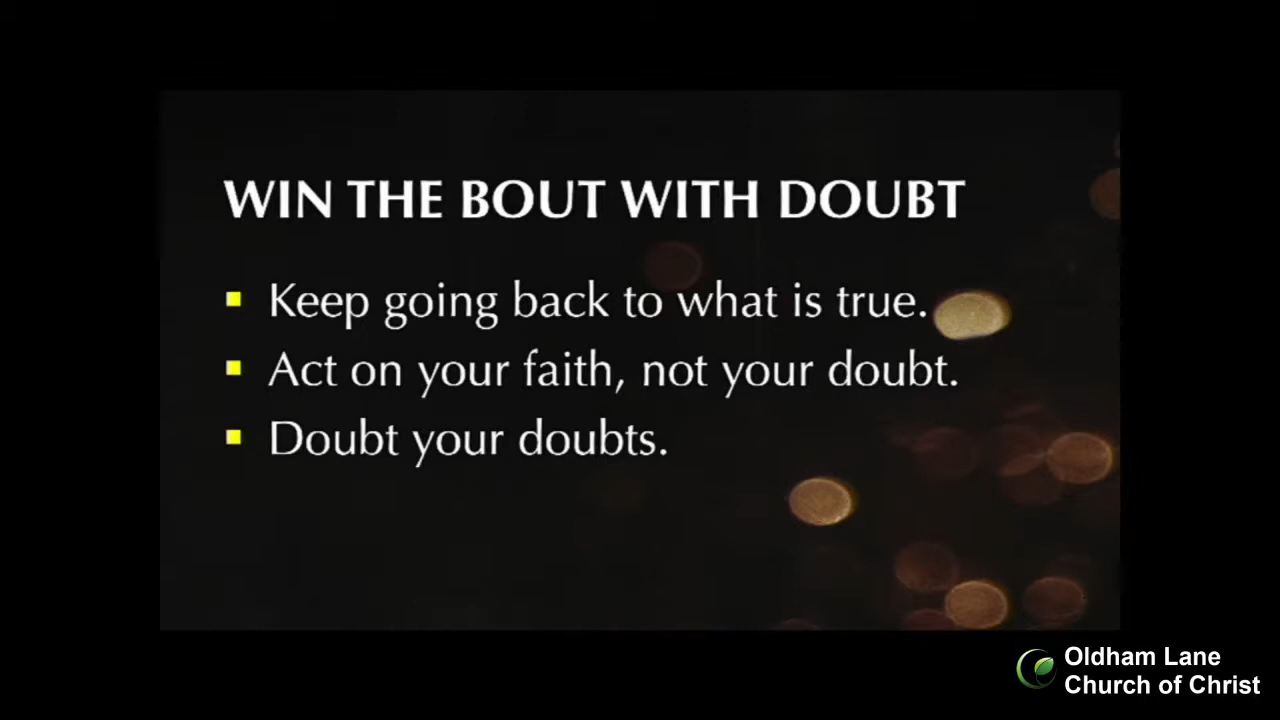 WIN THE BOUT WITH DOUBT
Keep going back to what is true.
Act on your faith, not your doubt.
Doubt your doubts.
Oldham Lane
Church of Christ